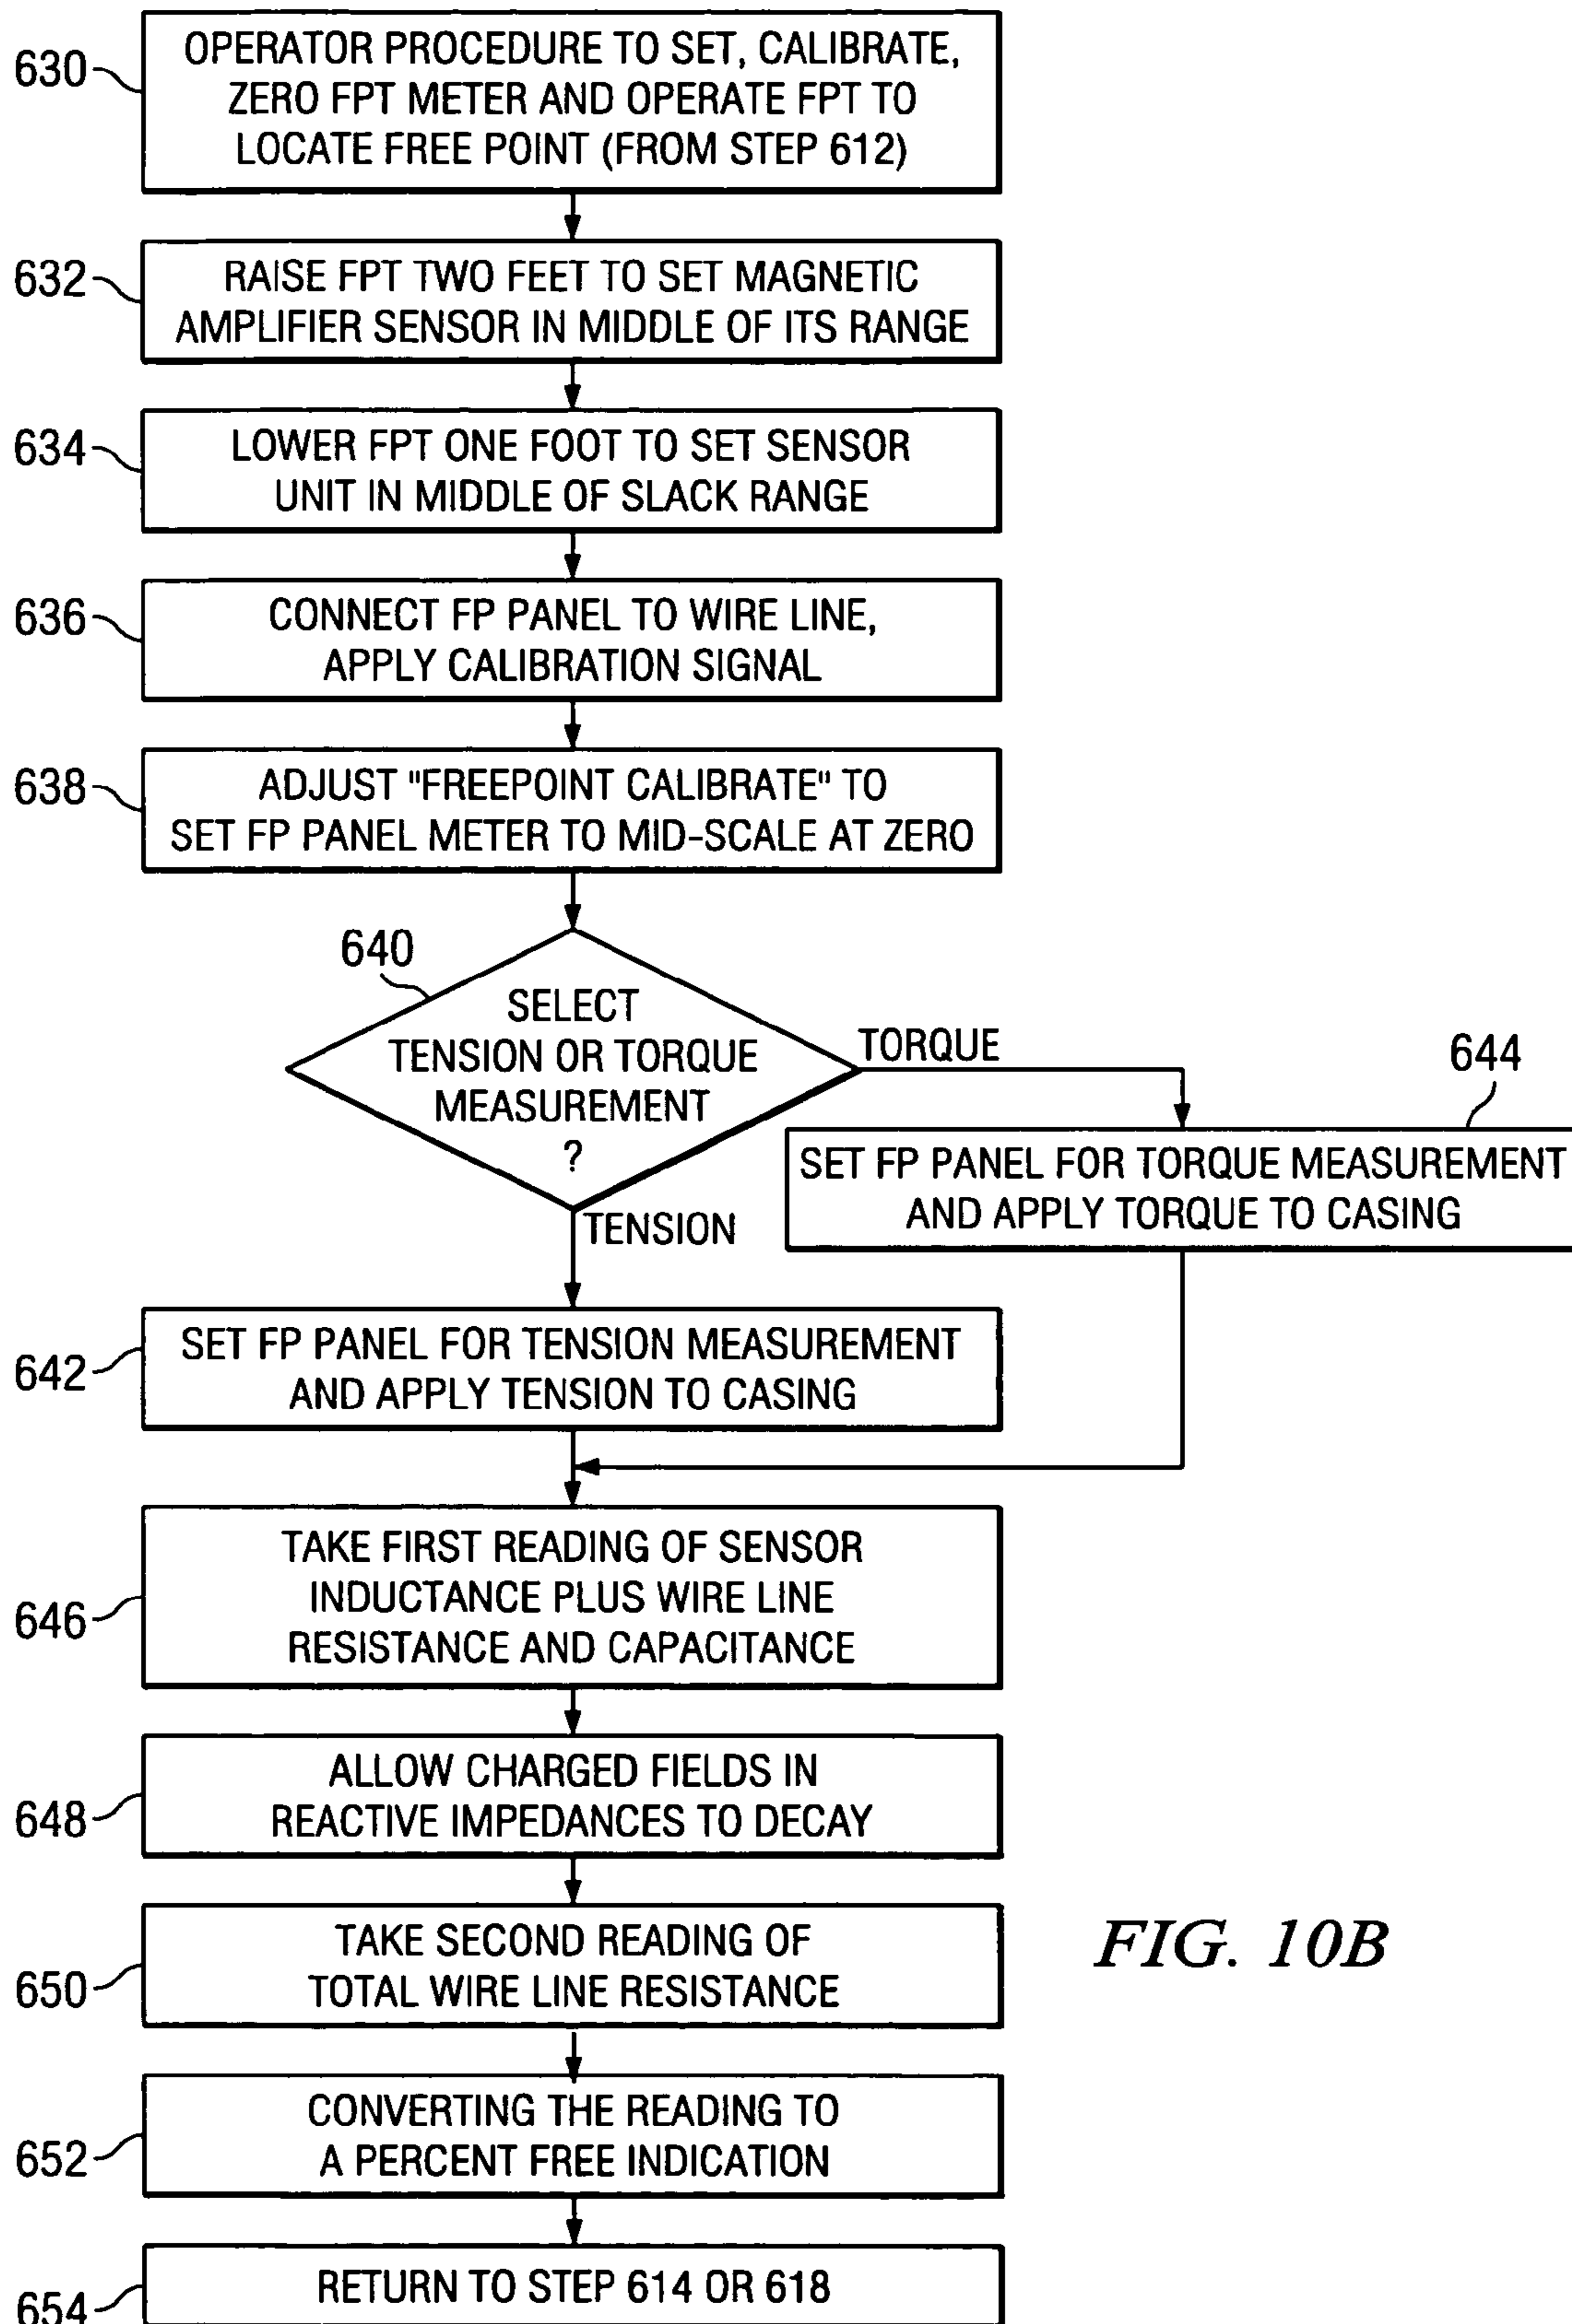 630
OPERATOR PROCEDURE TO SET, CALIBRATE,
ZERO FPT METER AND OPERATE FPT TO
LOCATE FREE POINT (FROM STEP 612)
632
RAISE FPT TWO FEET TO SET MAGNETIC
AMPLIFIER SENSOR IN MIDDLE OF ITS RANGE
634
LOWER FPT ONE FOOT TO SET SENSOR
UNIT IN MIDDLE OF SLACK RANGE
636
CONNECT FP PANEL TO WIRE LINE,
APPLY CALIBRATION SIGNAL
638
ADJUST "FREEPOINT CALIBRATE" TO
SET FP PANEL METER TO MID-SCALE AT ZERO
640
SELECT
TENSION OR TORQUE
MEASUREMENT
?
TORQUE
644
SET FP PANEL FOR TORQUE MEASUREMENT
AND APPLY TORQUE TO CASING
TENSION
642
SET FP PANEL FOR TENSION MEASUREMENT
AND APPLY TENSION TO CASING
646
TAKE FIRST READING OF SENSOR
INDUCTANCE PLUS WIRE LINE
RESISTANCE AND CAPACITANCE
648
ALLOW CHARGED FIELDS IN
REACTIVE IMPEDANCES TO DECAY
650
TAKE SECOND READING OF
TOTAL WIRE LINE RESISTANCE
FIG. 10B
652
CONVERTING THE READING TO
A PERCENT FREE INDICATION
654
RETURN TO STEP 614 OR 618